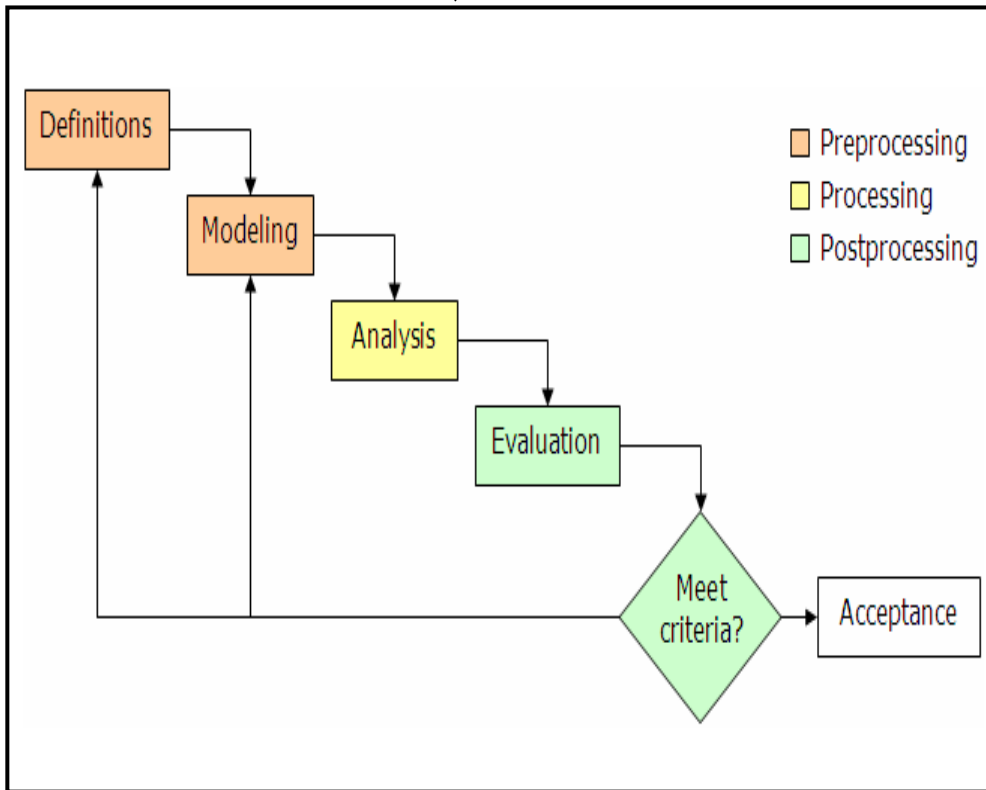 Definitions
Preprocessing
Modeling
Processing
Postprocessing
Analysis
Evaluation
Meet
criteria?
Acceptance